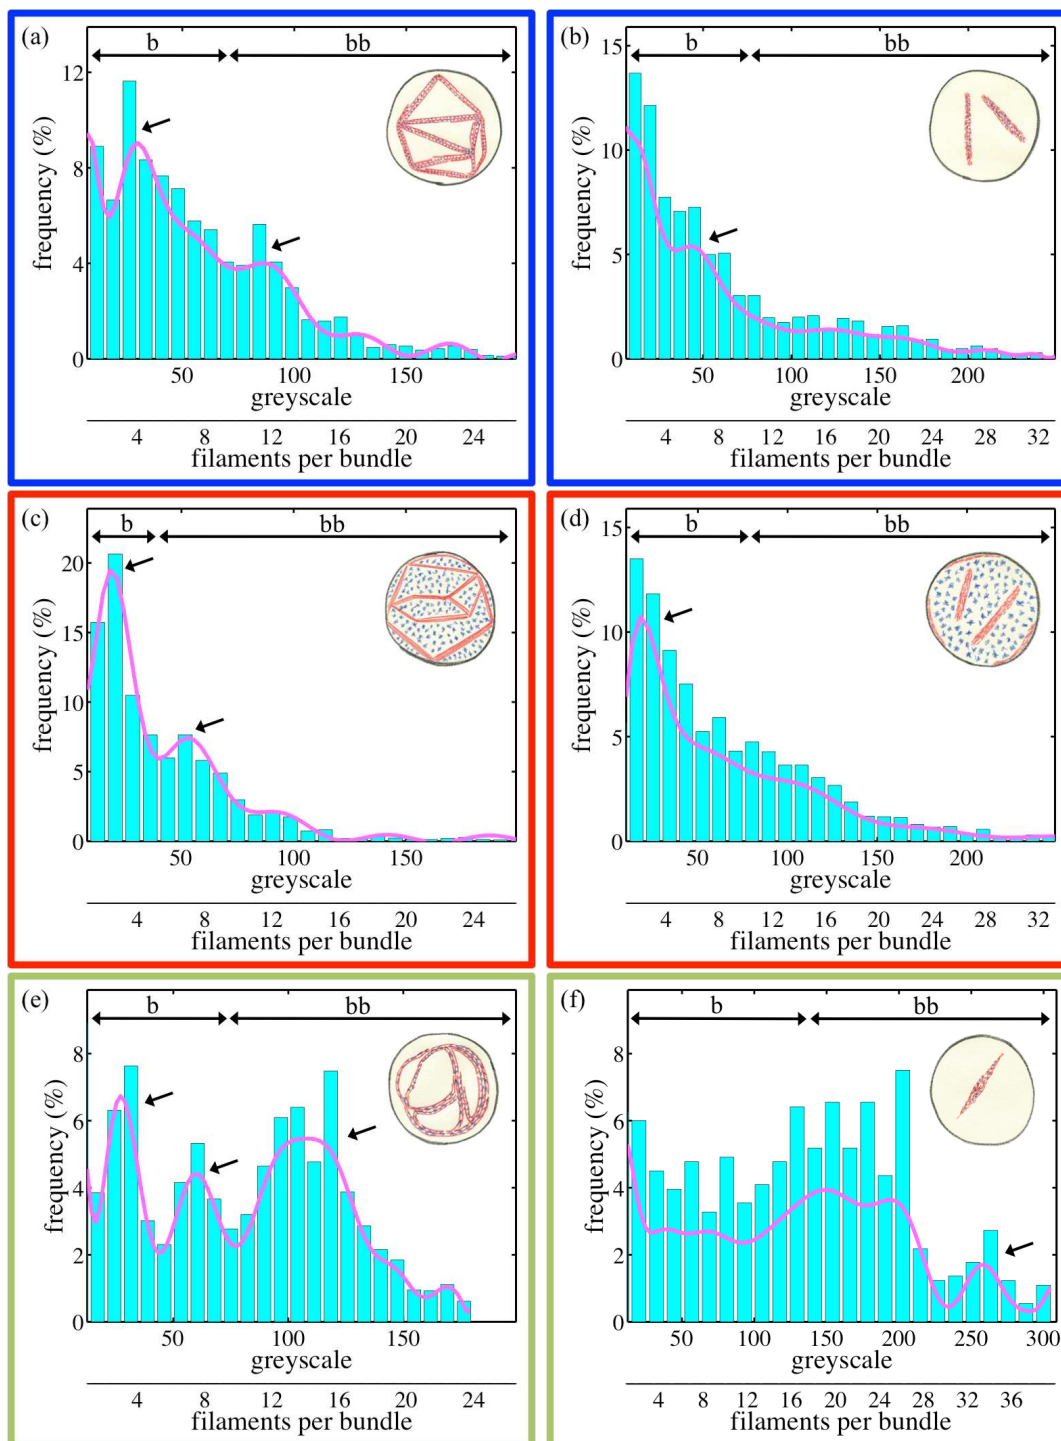 (a)
b bb
12
8
4
0
frequency (%)
50 100 150
greyscale
4 8 12 16 20 24
filaments per bundle
(b)
b bb
15
10
5
0
frequency (%)
50 100 150 200
greyscale
4 8 12 16 20 24 28 32
filaments per bundle
(c)
b bb
20
15
10
5
0
frequency (%)
50 100 150
greyscale
4 8 12 16 20 24
filaments per bundle
(d)
b bb
15
10
5
0
frequency (%)
50 100 150 200
greyscale
4 8 12 16 20 24 28 32
filaments per bundle
(e)
b bb
8
6
4
2
0
frequency (%)
50 100 150
greyscale
4 8 12 16 20 24
filaments per bundle
(f)
b bb
8
6
4
2
0
frequency (%)
50 100 150 200 250 300
greyscale
4 8 12 16 20 24 28 32 36
filaments per bundle